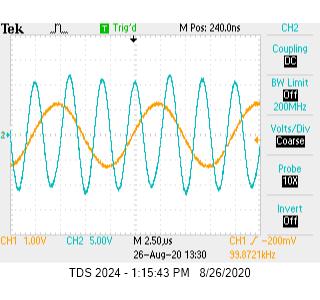 Tek T Trig'd M Pos: 240.0ns CH2
Coupling
DC
BW Limit
Off
200MHz
Volts/Div
Coarse
Probe
10X
Invert
Off
2
CH1 1.00V CH2 5.00V M 2.50µs CH1 -200mV
26-Aug-20 13:30 99.8721kHz
TDS 2024 - 1:15:43 PM 8/26/2020